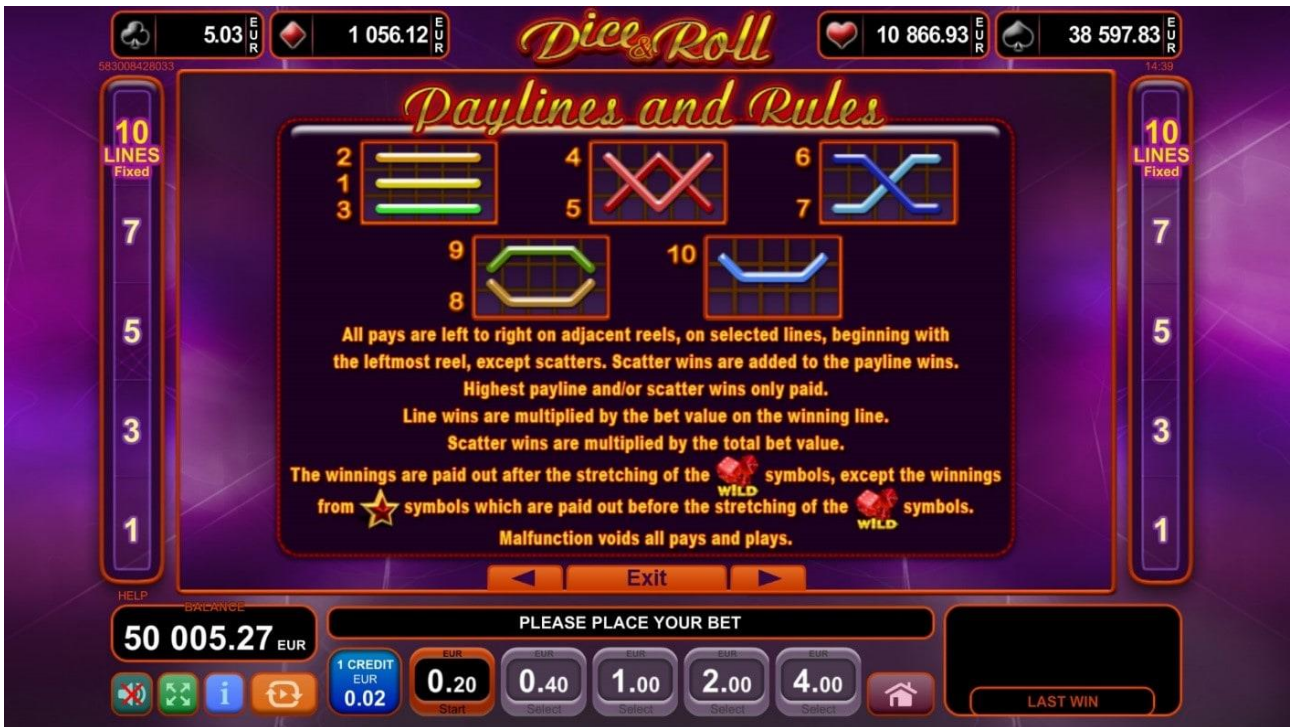 5.03 EUR
1 056.12 EUR
Dice & Roll
10 866.93 EUR
38 597.83 EUR
583008428033
14:39
Paylines and Rules
10
LINES
Fixed
7
5
3
1
2
1
3
4
5
6
7
9
8
10
All pays are left to right on adjacent reels, on selected lines, beginning with
the leftmost reel, except scatters. Scatter wins are added to the payline wins.
Highest payline and/or scatter wins only paid.
Line wins are multiplied by the bet value on the winning line.
Scatter wins are multiplied by the total bet value.
The winnings are paid out after the stretching of the WILD symbols, except the winnings
from symbols which are paid out before the stretching of the WILD symbols.
Malfunction voids all pays and plays.
10
LINES
Fixed
7
5
3
1
Exit
HELP
BALANCE
50 005.27 EUR
PLEASE PLACE YOUR BET
1 CREDIT
EUR
0.02
EUR
0.20
Start
EUR
0.40
Select
EUR
1.00
Select
EUR
2.00
Select
EUR
4.00
Select
LAST WIN